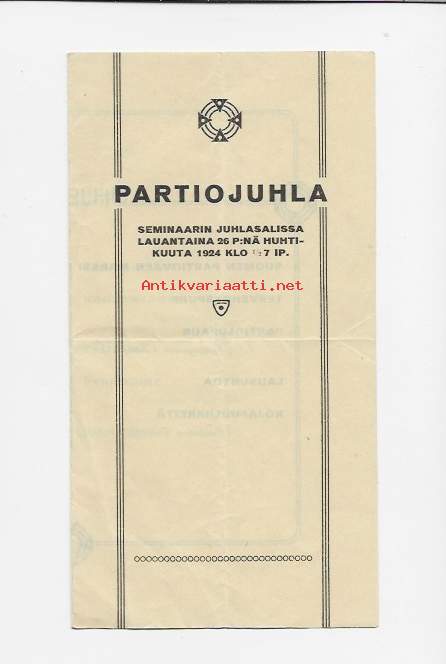 PARTIOJUHLA
SEMINAARIN JUHLASALISSA
LAUANTAINA 26 P:NÄ HUHTI-
KUUTA 1924 KLO ½7 IP.
Antikvariaatti.net